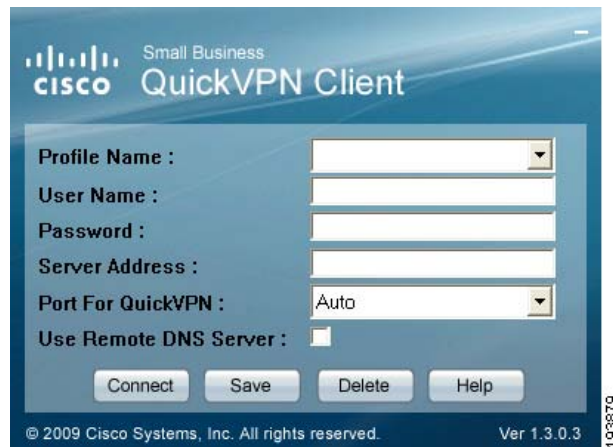 Small Business
CISCO QuickVPN Client
Profile Name :
User Name :
Password :
Server Address :
Port For QuickVPN : Auto
Use Remote DNS Server :
Connect Save Delete Help
© 2009 Cisco Systems, Inc. All rights reserved. Ver 1.3.0.3